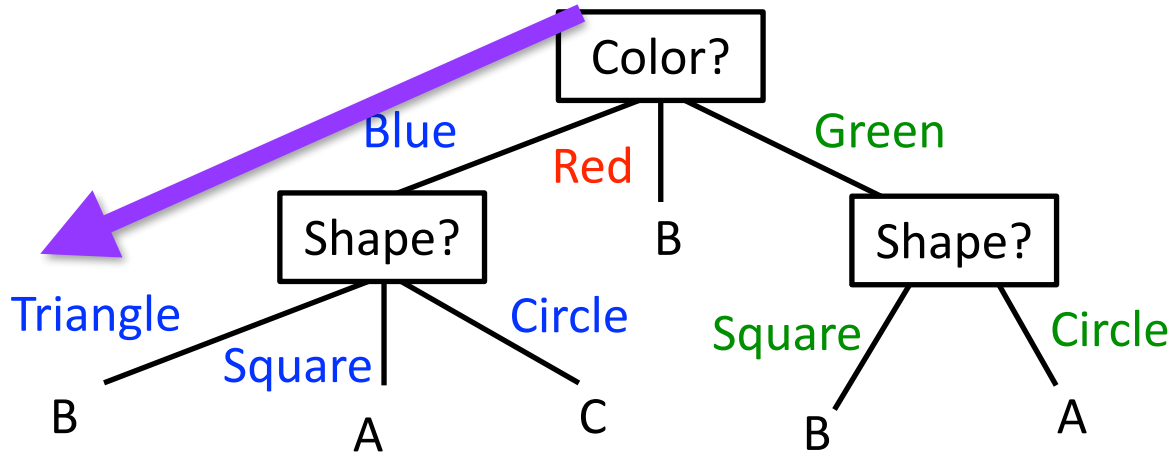 Color?
Blue
Red
Green
Shape?
B
Shape?
Triangle
Square
Circle
Square
Circle
B
A
C
B
A